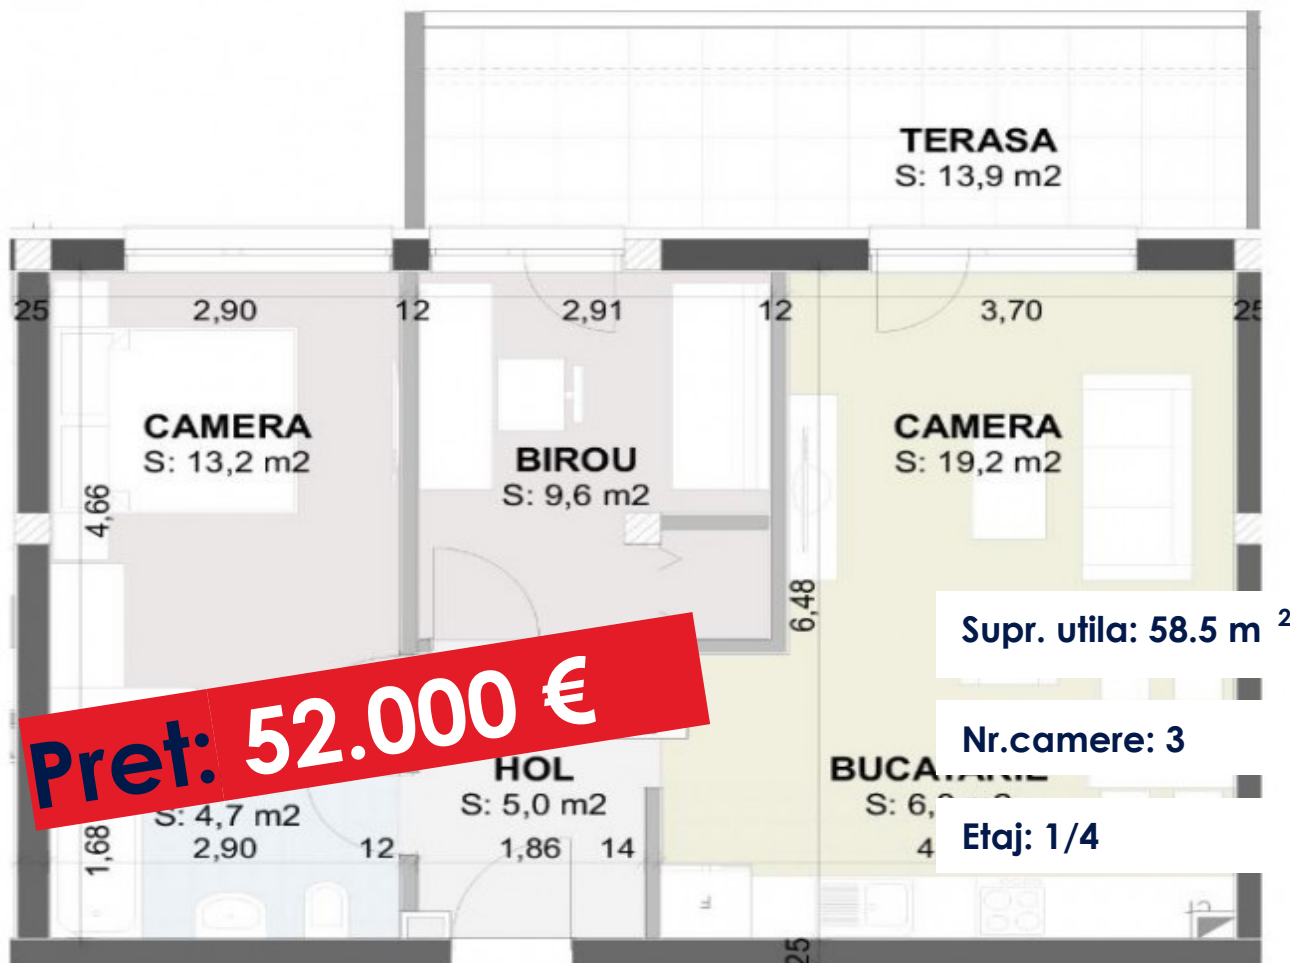 TERASA
S: 13,9 m2
25
2,90
12
2,91
12
3,70
25
CAMERA
S: 13,2 m2
BIROU
S: 9,6 m2
CAMERA
S: 19,2 m2
4,66
6,48
Supr. utila: 58.5 m 2
Pret: 52.000 €
Nr.camere: 3
HOL
S: 5,0 m2
S: 4,7 m2
S: 6,
Etaj: 1/4
1,68
2,90
12
1,86
14
4
25